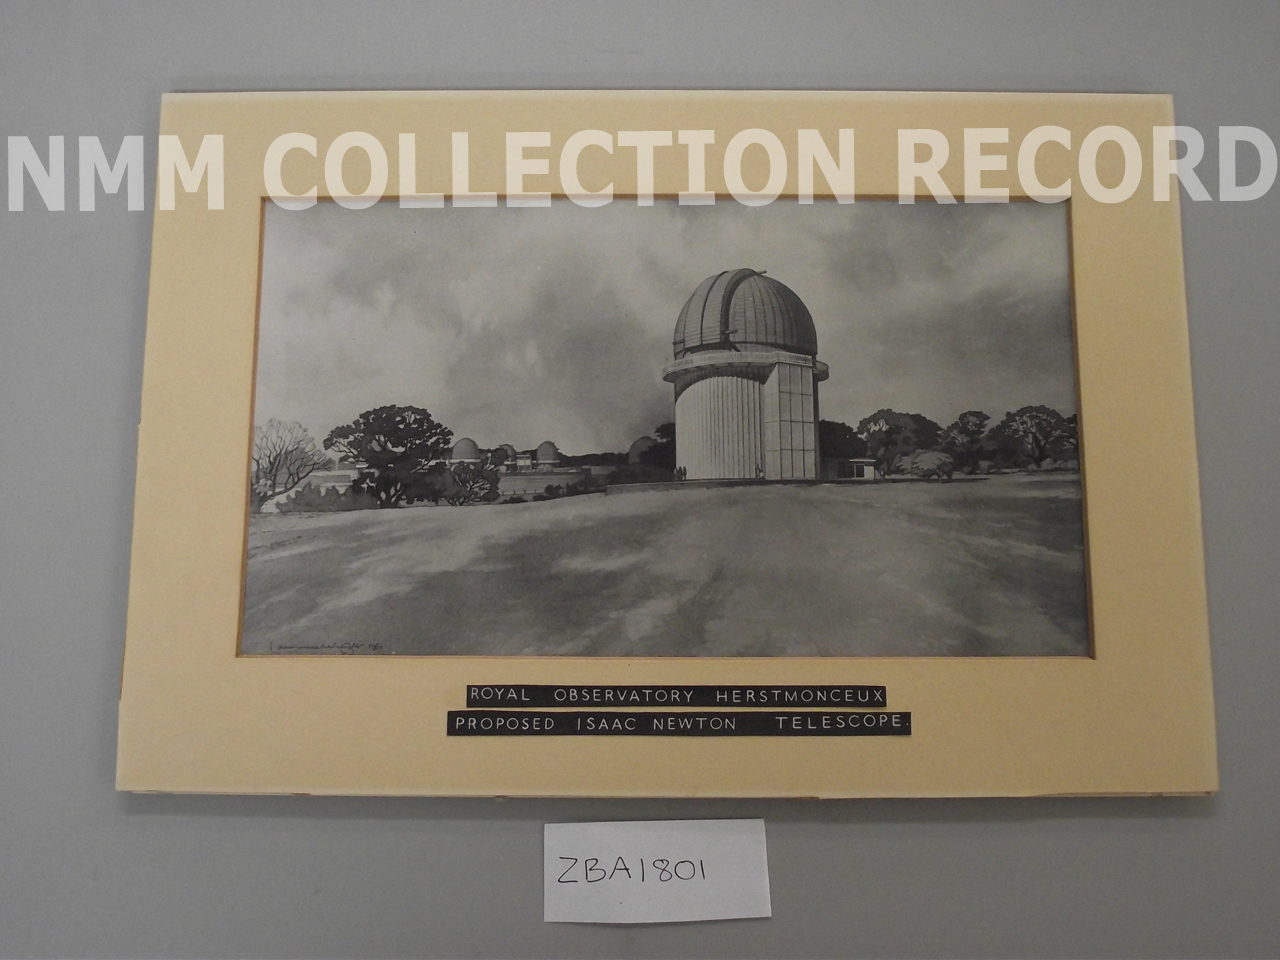 NMM COLLECTION RECORD
ROYAL OBSERVATORY HERSTMONCEUX
PROPOSED ISAAC NEWTON TELESCOPE.
ZBA1801